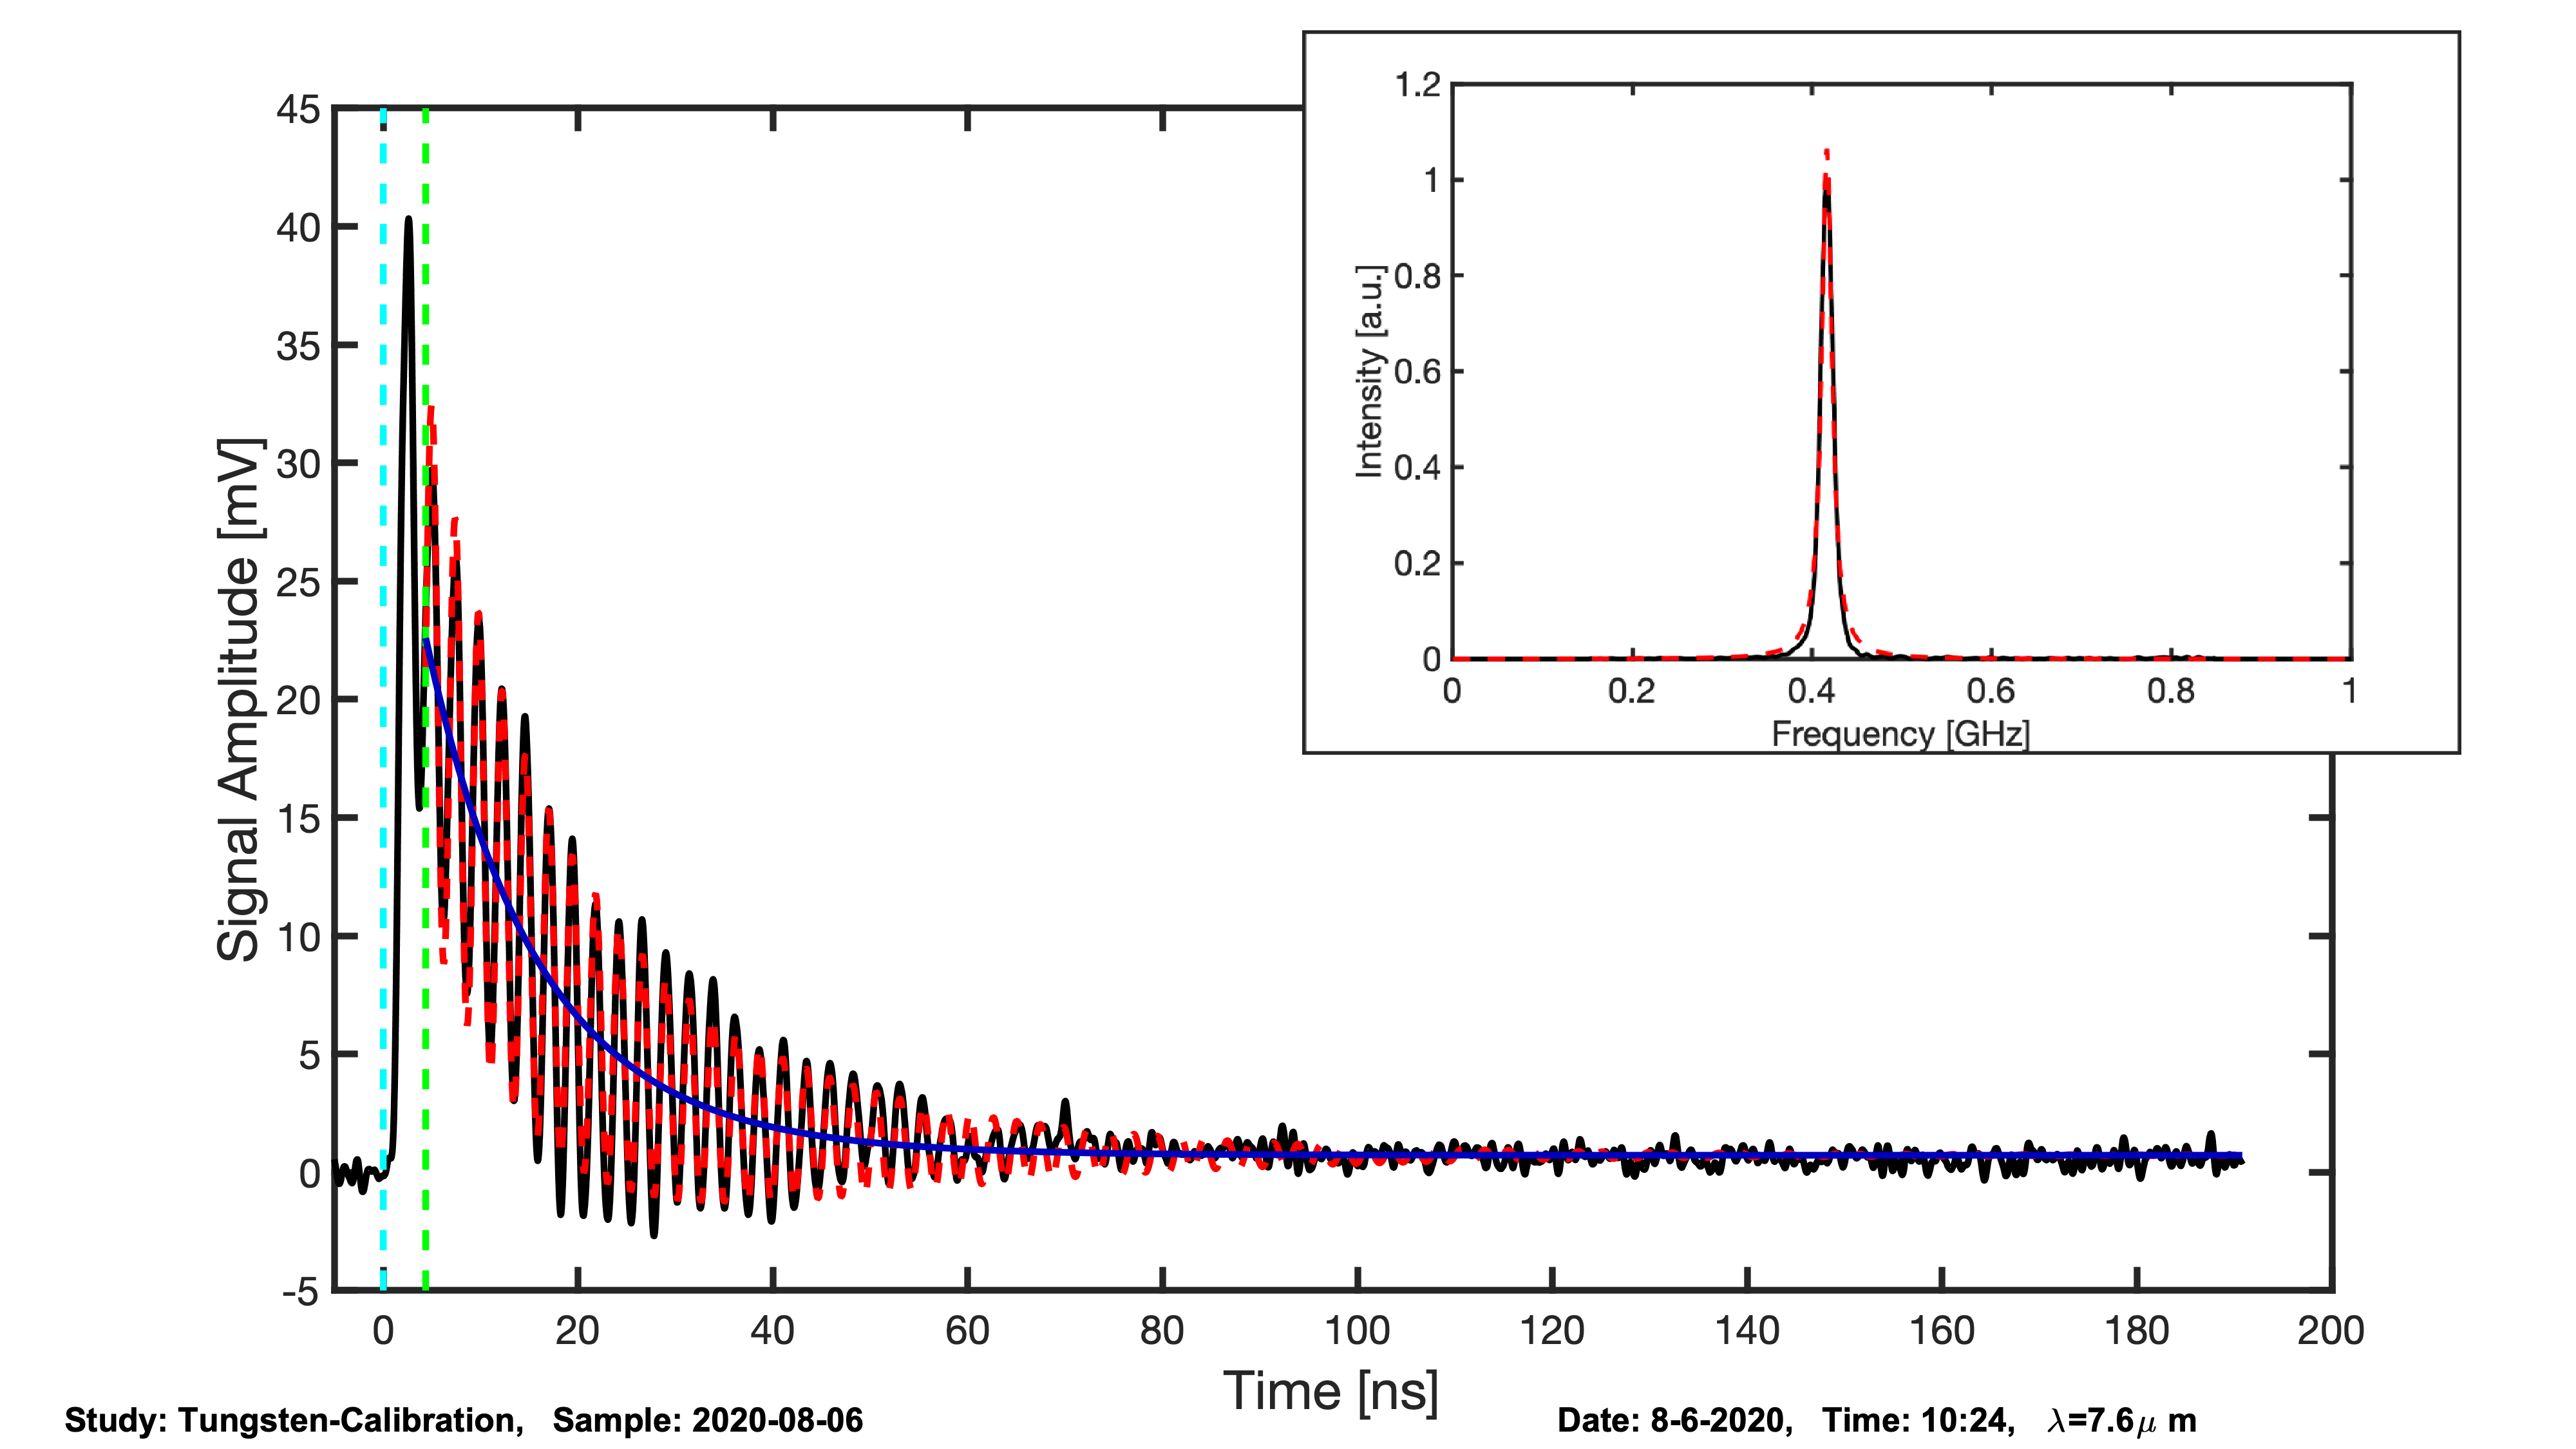 45
40
35
30
25
20
15
10
5
0
-5
Signal Amplitude [mV]
0 20 40 60 80 100 120 140 160 180 200
Time [ns]
1.2
1
0.8
0.6
0.4
0.2
0
Intensity [a.u.]
0 0.2 0.4 0.6 0.8 1
Frequency [GHz]
Study: Tungsten-Calibration, Sample: 2020-08-06
Date: 8-6-2020, Time: 10:24, λ=7.6μ m